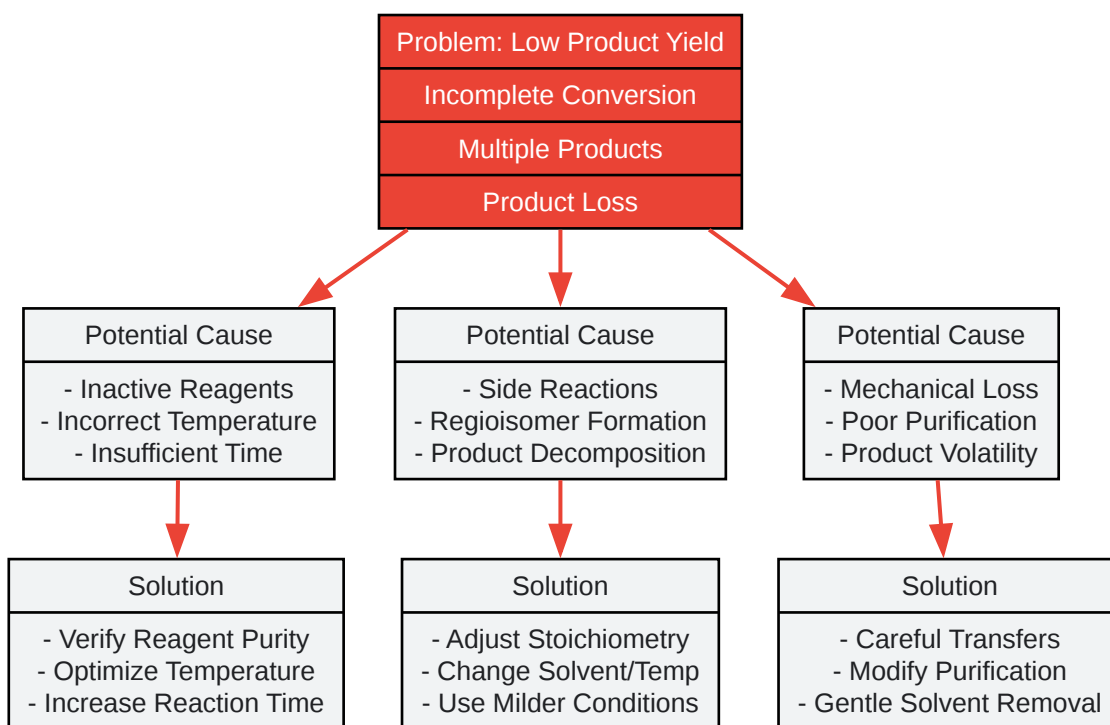 Problem: Low Product Yield
Incomplete Conversion
Multiple Products
Product Loss
Potential Cause
- Inactive Reagents
- Incorrect Temperature
- Insufficient Time
Potential Cause
- Side Reactions
- Regioisomer Formation
- Product Decomposition
Potential Cause
- Mechanical Loss
- Poor Purification
- Product Volatility
Solution
- Verify Reagent Purity
- Optimize Temperature
- Increase Reaction Time
Solution
- Adjust Stoichiometry
- Change Solvent/Temp
- Use Milder Conditions
Solution
- Careful Transfers
- Modify Purification
- Gentle Solvent Removal